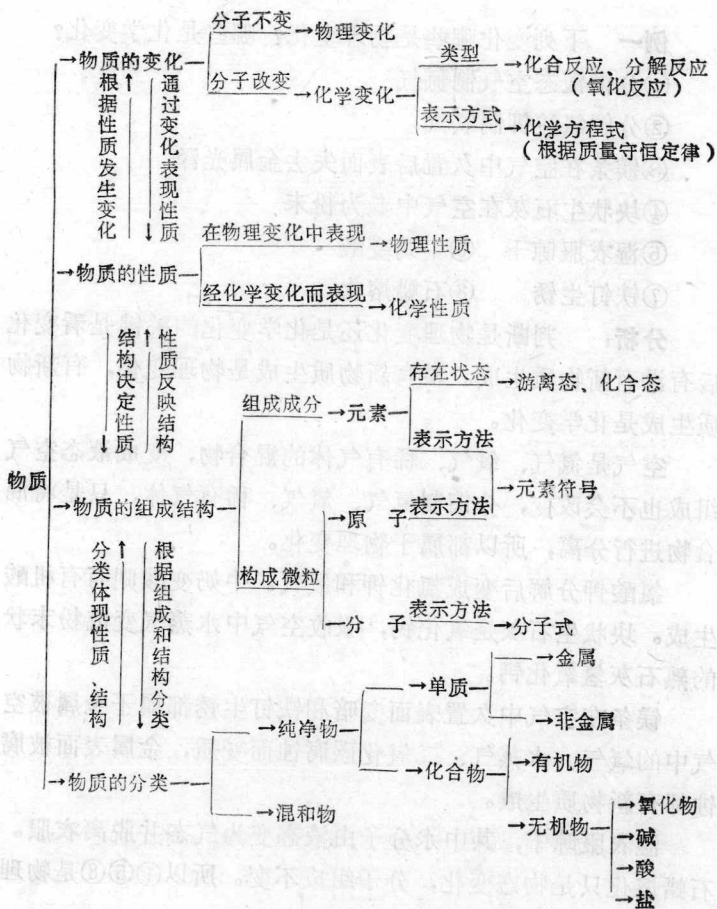 分子不变→物理变化
→物质的变化
分子改变→化学变化
类型→化合反应、分解反应
（氧化反应）
表示方式→化学方程式
（根据质量守恒定律）
根据性质发生变化
通过变化表现性质
在物理变化中表现→物理性质
→物质的性质
经化学变化而表现→化学性质
结构决定性质
性质反映结构
物质
→物质的组成结构
组成成分→元素
存在状态→游离态、化合态
表示方法→元素符号
构成微粒
→原 子 表示方法
→分 子 表示方法→分子式
分类体现性质、结构
根据组成和结构分类
→物质的分类
→纯净物
→单质
→金属
→非金属
→化合物
→有机物
→无机物
→氧化物
→碱
→酸
→盐
→混和物